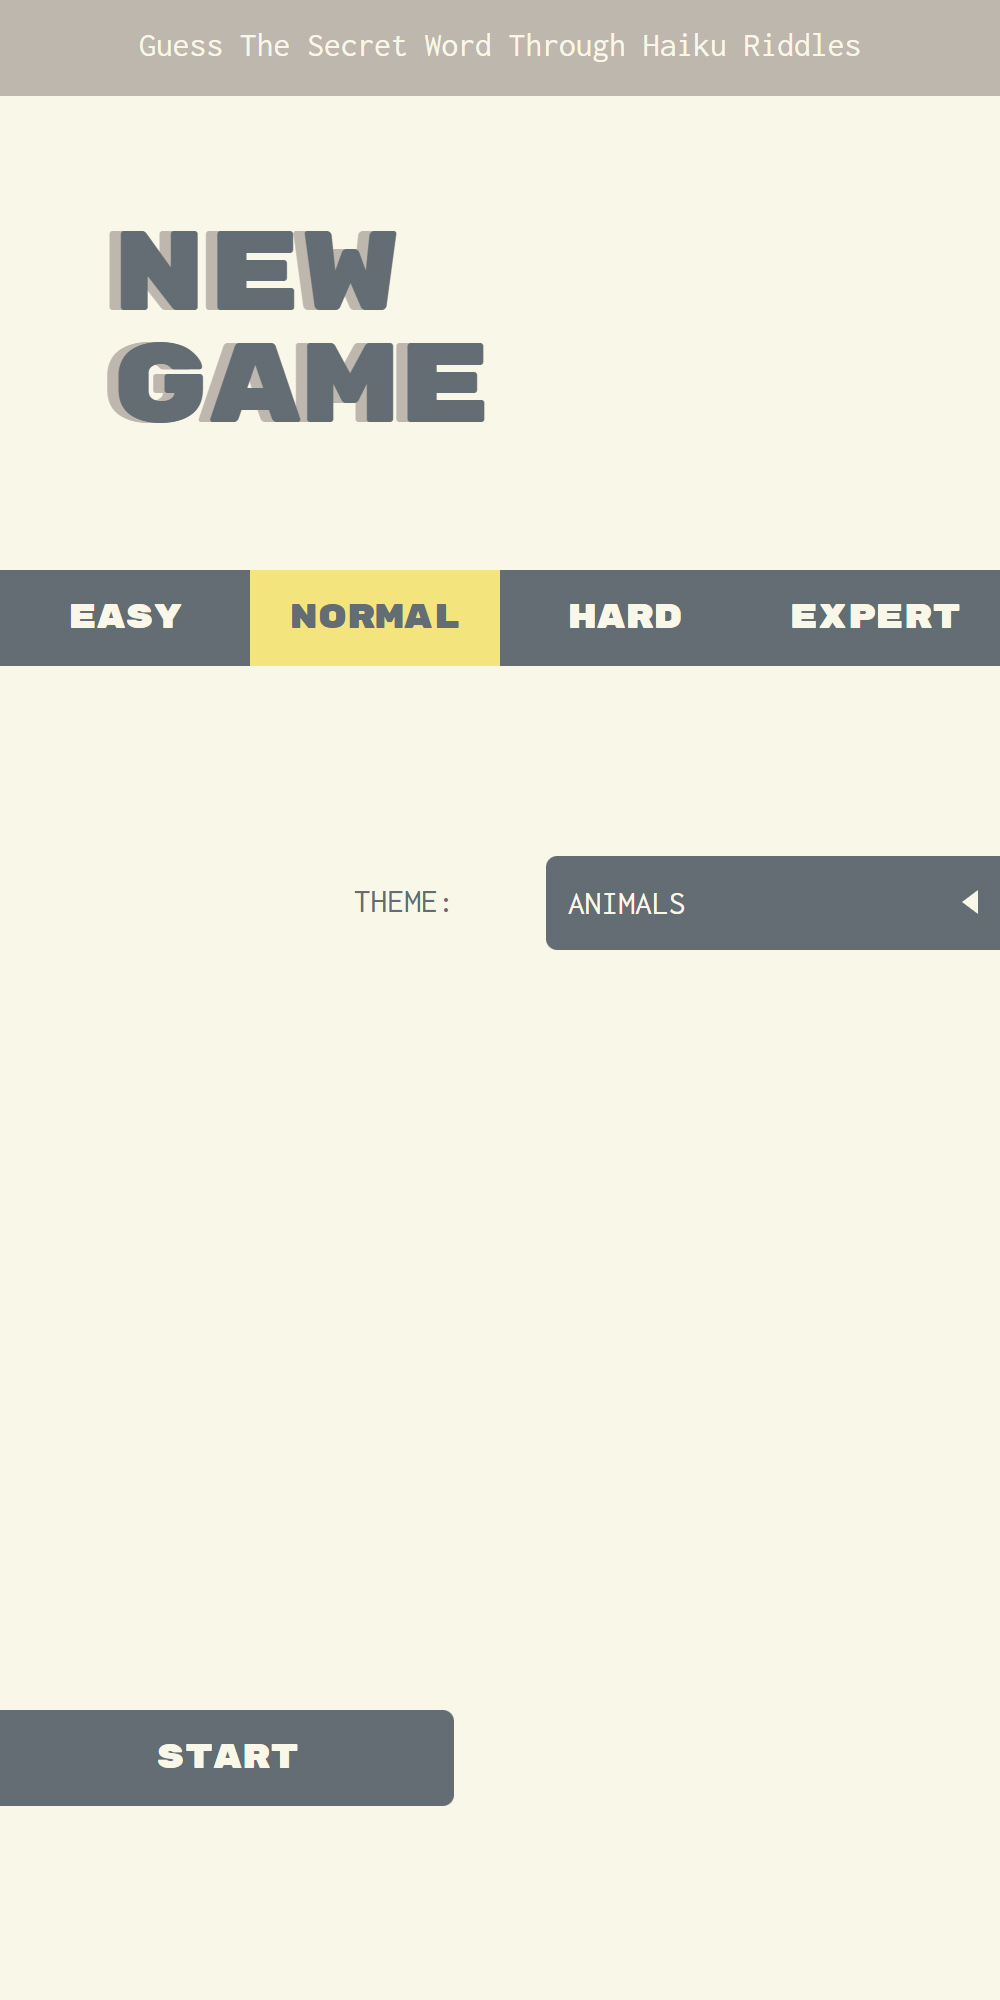 Guess The Secret Word Through Haiku Riddles
NEW
GAME
EASY NORMAL HARD EXPERT
THEME: ANIMALS
START